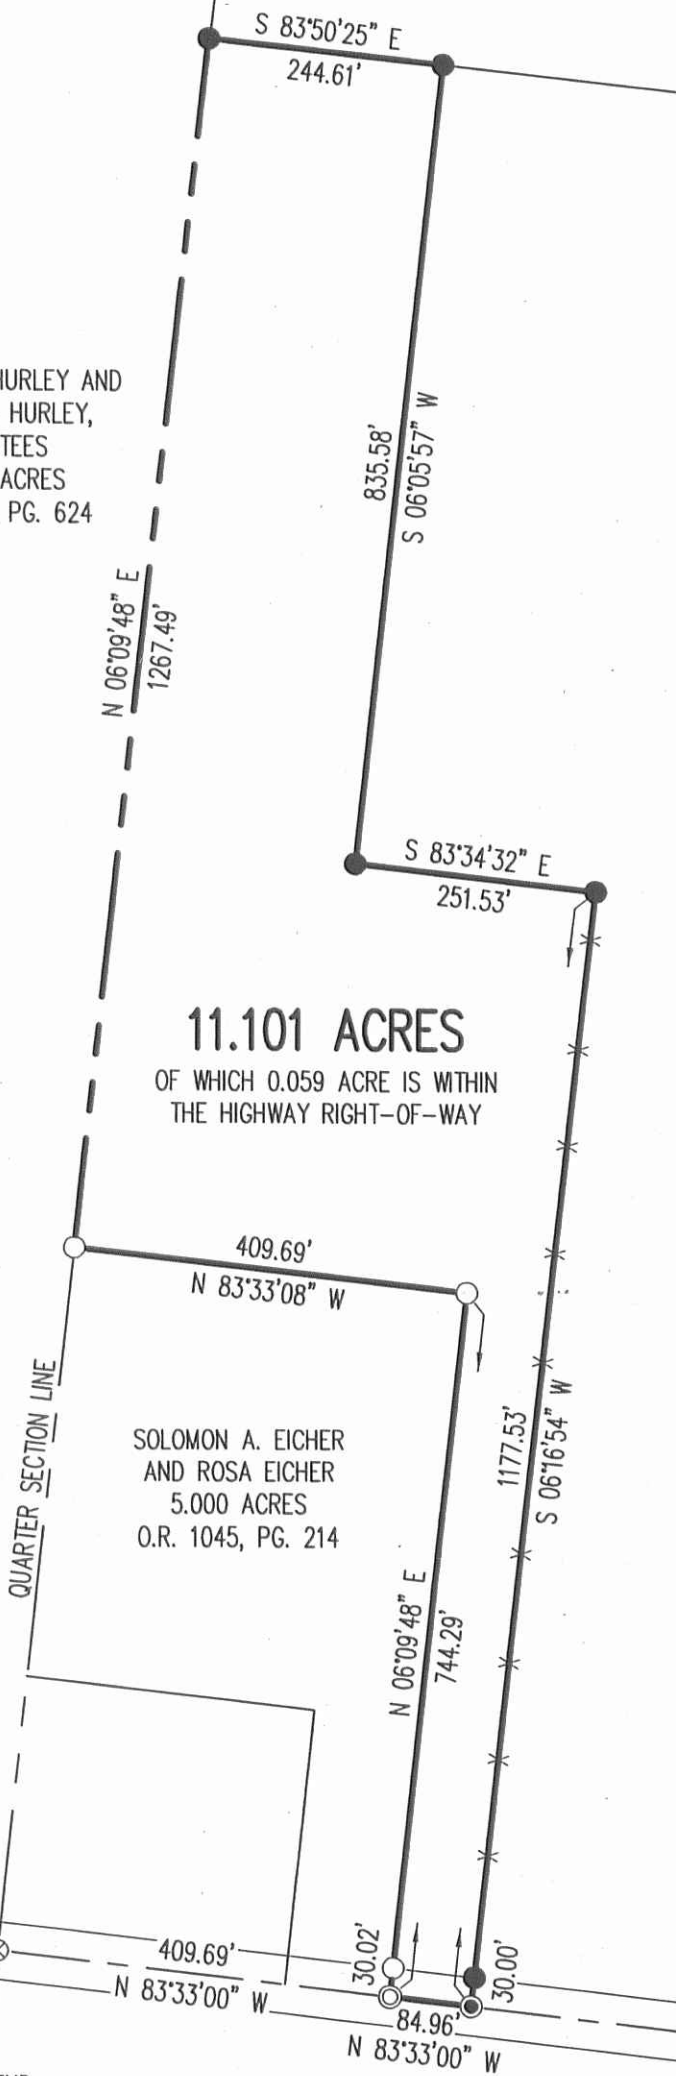 S 83°50'25" E
244.61'
HURLEY AND
HURLEY,
ACRES
PG. 624
835.58'
S 06°05'57" W
N 06°09'48" E
1267.49'
S 83°34'32" E
251.53'
11.101 ACRES
OF WHICH 0.059 ACRE IS WITHIN
THE HIGHWAY RIGHT-OF-WAY
409.69'
N 83°33'08" W
QUARTER SECTION LINE
SOLOMON A. EICHER
AND ROSA EICHER
5.000 ACRES
O.R. 1045, PG. 214
1177.53'
S 06°16'54" W
N 06°09'48" E
744.29'
409.69'
N 83°33'00" W
30.02'
30.00'
84.96'
N 83°33'00" W